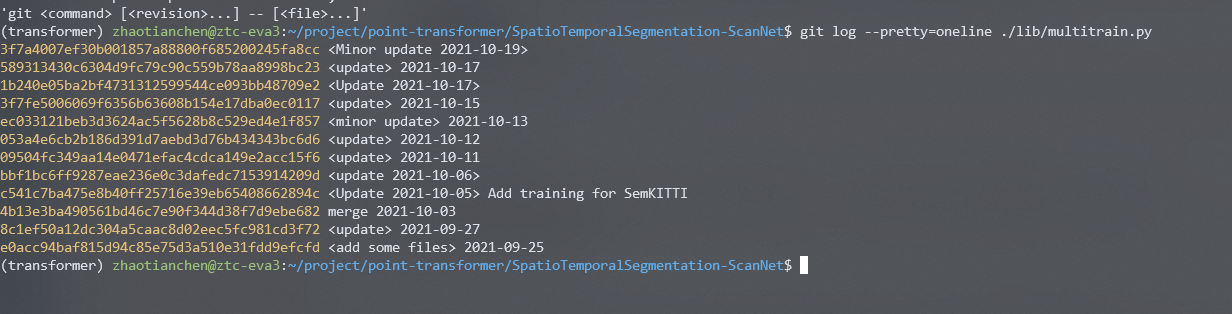 'git <command> [<revision>...] -- [<file>...]'
(transformer) zhaotianchen@ztc-eva3:~/project/point-transformer/SpatioTemporalSegmentation-ScanNet$ git log --pretty=oneline ./lib/multitrain.py
3f7a4007ef30b001857a88800f685200245fa8cc <Minor update 2021-10-19>
589313430c6304d9fc79c90c559b78aa8998bc23 <update> 2021-10-17
1b240e05ba2bf4731312599544ce093bb48709e2 <Update 2021-10-17>
3f7fe5006069f6356b63608b154e17dba0ec0117 <update> 2021-10-15
ec033121beb3d3624ac5f5628b8c529ed4e1f857 <minor update> 2021-10-13
053a4e6cb2b186d391d7aebd3d76b434343bc6d6 <update> 2021-10-12
09504fc349aa14e0471efac4cdca149e2acc15f6 <update> 2021-10-11
bbf1bc6ff9287eae236e0c3dafedc7153914209d <update 2021-10-06>
c541c7ba475e8b40ff25716e39eb65408662894c <Update 2021-10-05> Add training for SemKITTI
4b13e3ba490561bd46c7e90f344d38f7d9ebe682 merge 2021-10-03
8c1ef50a12dc304a5caac8d02eec5fc981cd3f72 <update> 2021-09-27
e0acc94baf815d94c85e75d3a510e31fdd9efcfd <add some files> 2021-09-25
(transformer) zhaotianchen@ztc-eva3:~/project/point-transformer/SpatioTemporalSegmentation-ScanNet$